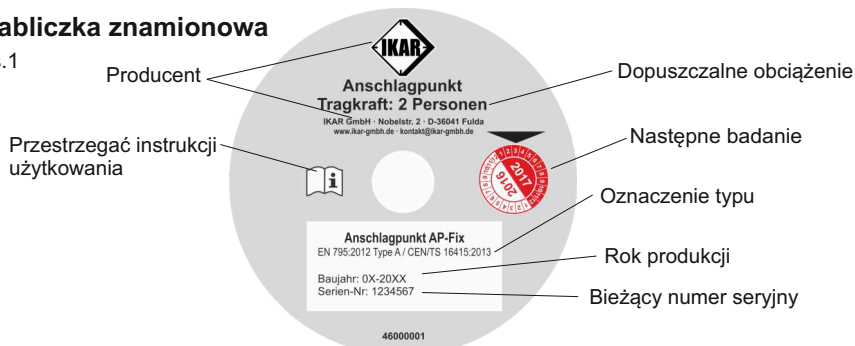 abliczka znamionowa
s.1
Producent
IKAR
Anschlagpunkt
Tragkraft: 2 Personen
Dopuszczalne obciążenie
IKAR GmbH · Nobelstr. 2 · D-36041 Fulda
www.ikar-gmbh.de · kontakt@ikar-gmbh.de
Przestrzegać instrukcji
użytkowania
i
Następne badanie
2017
2016
Oznaczenie typu
Anschlagpunkt AP-Fix
EN 795:2012 Type A / CEN/TS 16415:2013
Rok produkcji
Baujahr: 0X-20XX
Serien-Nr: 1234567
Bieżący numer seryjny
46000001